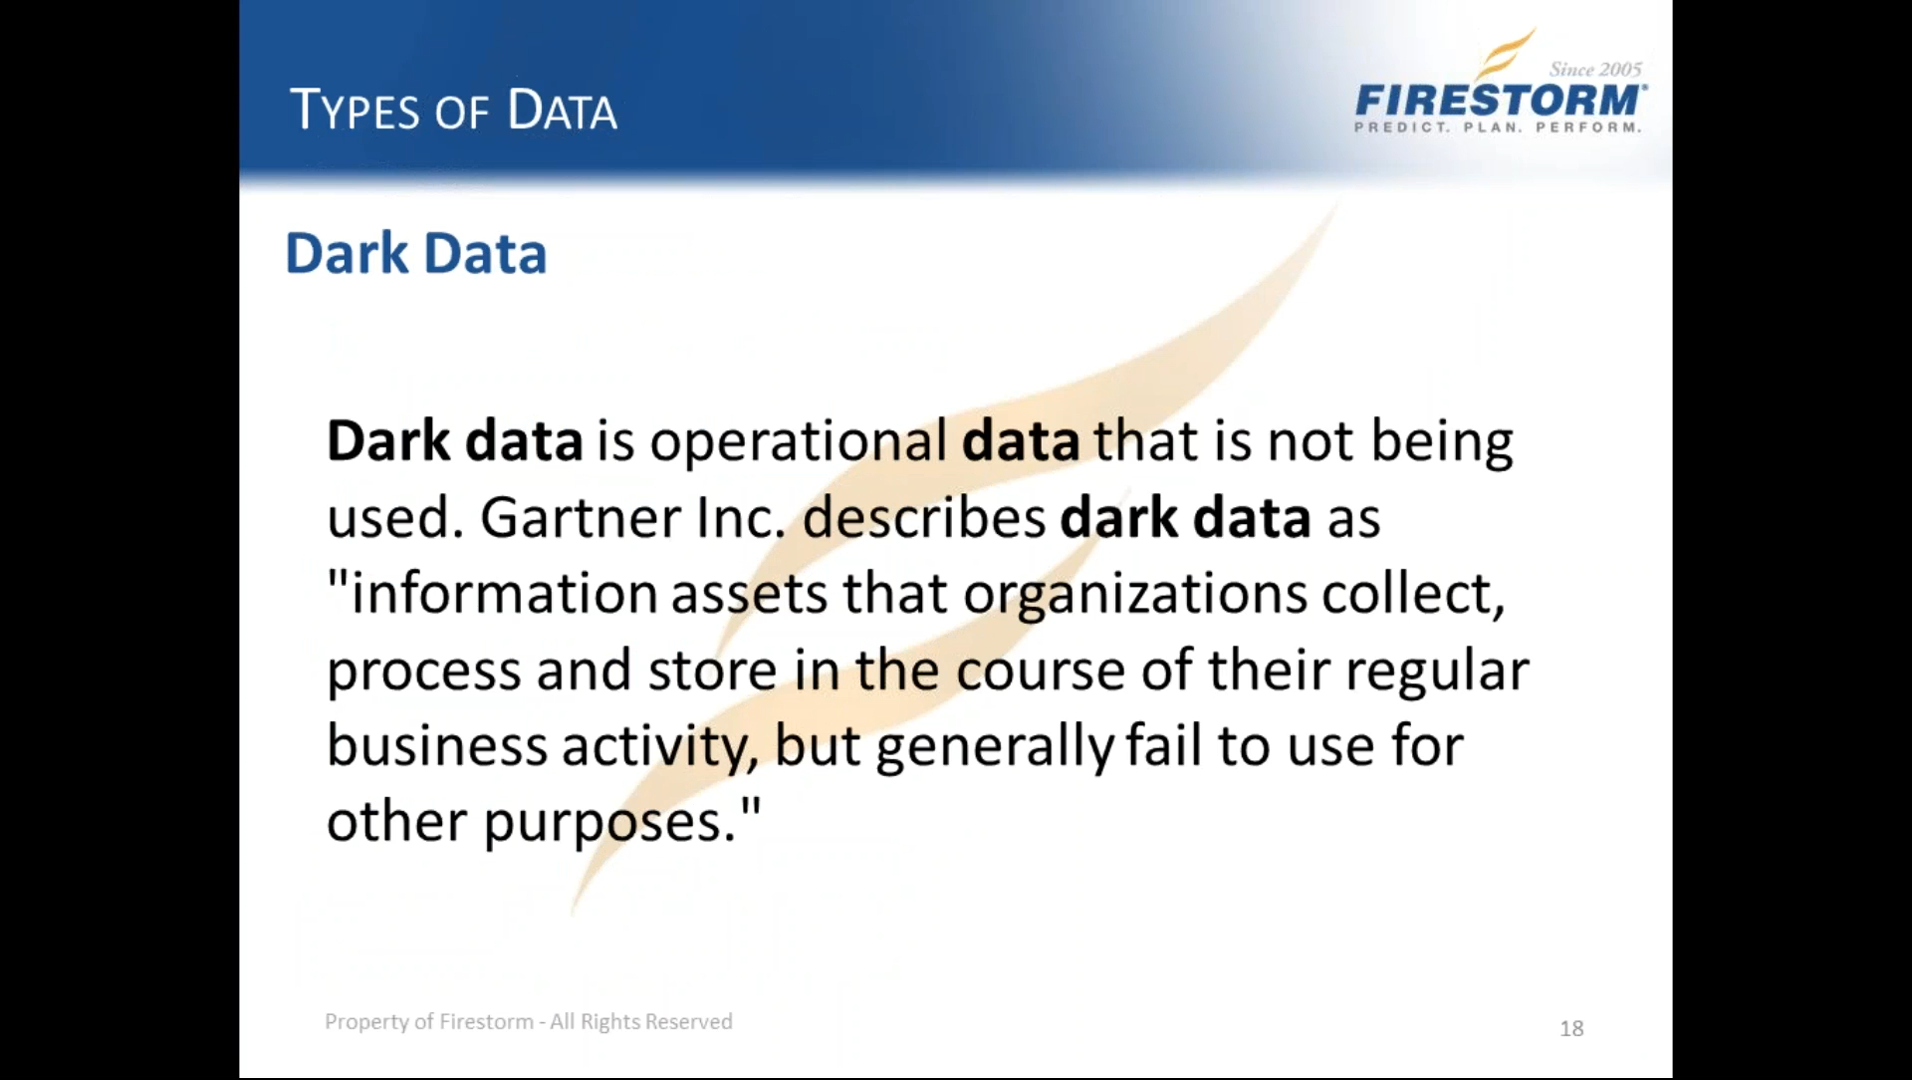 TYPES OF DATA
Since 2005
FIRESTORM®
PREDICT. PLAN. PERFORM.
Dark Data
Dark data is operational data that is not being
used. Gartner Inc. describes dark data as
"information assets that organizations collect,
process and store in the course of their regular
business activity, but generally fail to use for
other purposes."
Property of Firestorm - All Rights Reserved
18